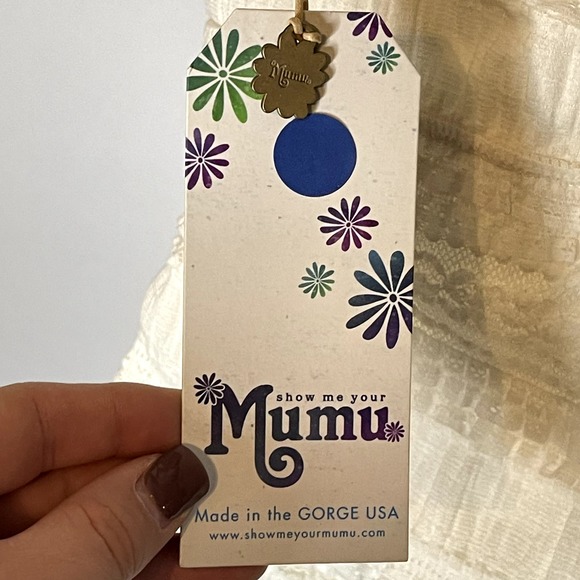 Mumu
show me your
Mumu
Made in the GORGE USA
www.showmeyourmumu.com